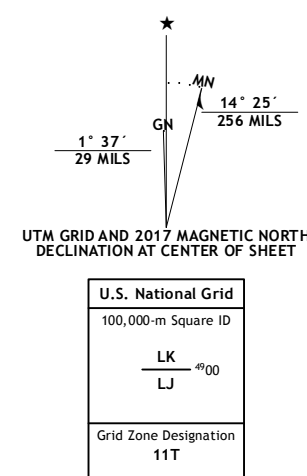 ★
MN
GN
14° 25´
256 MILS
1° 37´
29 MILS
UTM GRID AND 2017 MAGNETIC NORTH
DECLINATION AT CENTER OF SHEET
U.S. National Grid
100,000-m Square ID
LK
⁴⁹00
LJ
Grid Zone Designation
11T